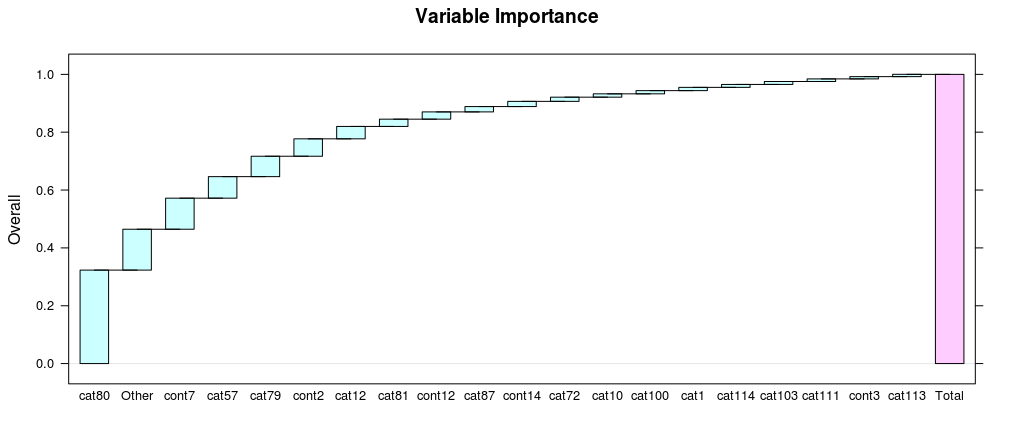 Variable Importance
Overall
1.0
0.8
0.6
0.4
0.2
0.0
cat80 Other cont7 cat57 cat79 cont2 cat12 cat81 cont12 cat87 cont14 cat72 cat10 cat100 cat1 cat114 cat103 cat111 cont3 cat113 Total